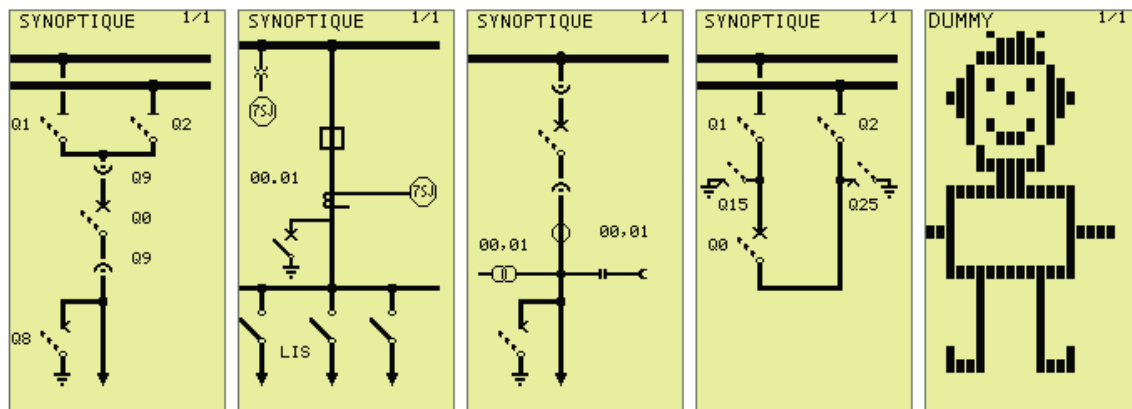 SYNOPTIQUE 1/1
Q1
Q2
Q9
Q0
Q9
Q8
SYNOPTIQUE 1/1
7SJ
00.01
7SJ
LIS
SYNOPTIQUE 1/1
00,01
00,01
SYNOPTIQUE 1/1
Q1
Q2
Q15
Q25
Q0
DUMMY 1/1